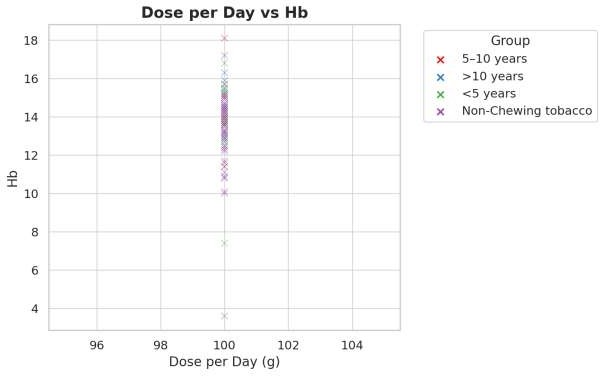 Dose per Day vs Hb
Group
5–10 years
>10 years
<5 years
Non-Chewing tobacco
18
16
14
12
10
8
6
4
Hb
96 98 100 102 104
Dose per Day (g)